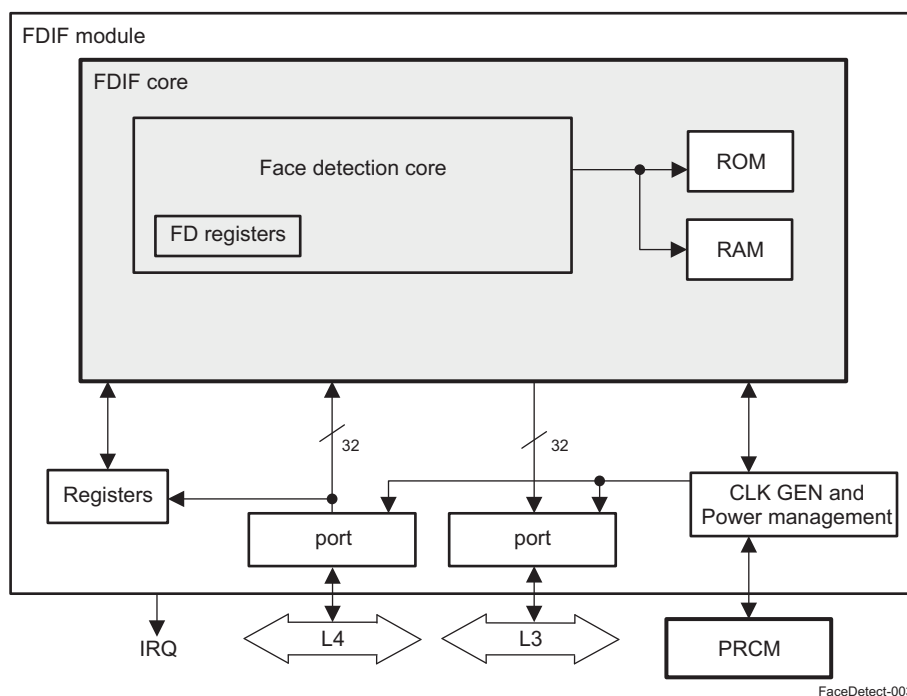 FDIF module
FDIF core
Face detection core
ROM
FD registers
RAM
32
32
Registers
CLK GEN and
Power management
port
port
IRQ
L4
L3
PRCM